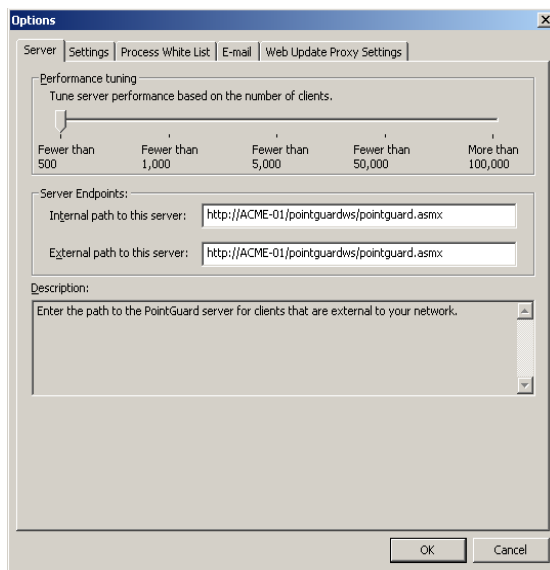 Options
Server
Settings
Process White List
E-mail
Web Update Proxy Settings
Performance tuning
Tune server performance based on the number of clients.
Fewer than 500
Fewer than 1,000
Fewer than 5,000
Fewer than 50,000
More than 100,000
Server Endpoints:
Internal path to this server:
http://ACME-01/pointguardws/pointguard.asmx
External path to this server:
http://ACME-01/pointguardws/pointguard.asmx
Description:
Enter the path to the PointGuard server for clients that are external to your network.
OK
Cancel